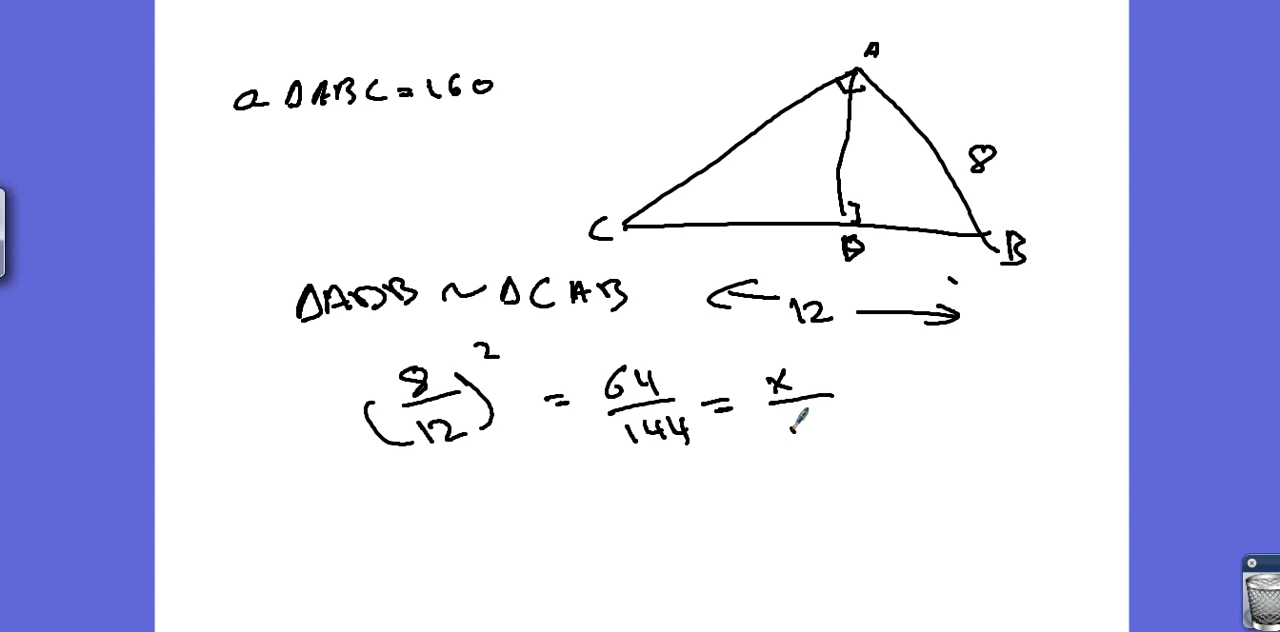 a ΔABC = 160
A
8
C
D
B
ΔADB ~ ΔCAB
12
(8/12)² = 64/144 = x/